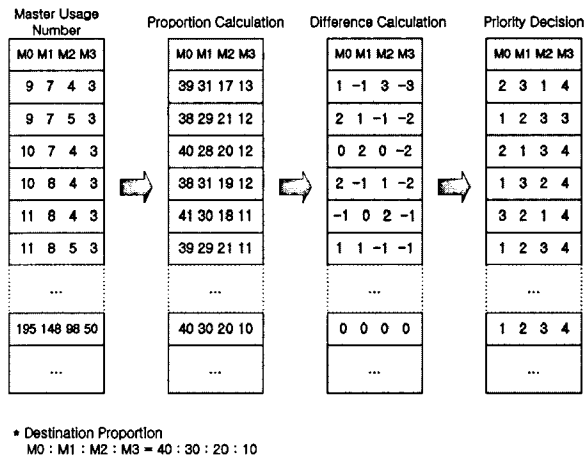 Master Usage Number
Proportion Calculation
Difference Calculation
Priority Decision
M0 M1 M2 M3
M0 M1 M2 M3
M0 M1 M2 M3
M0 M1 M2 M3
9 7 4 3
39 31 17 13
1 -1 3 -3
2 3 1 4
9 7 5 3
38 29 21 12
2 1 -1 -2
1 2 3 3
10 7 4 3
40 28 20 12
0 2 0 -2
2 1 3 4
10 8 4 3
38 31 19 12
2 -1 1 -2
1 3 2 4
11 8 4 3
41 30 18 11
-1 0 2 -1
3 2 1 4
11 8 5 3
39 29 21 11
1 1 -1 -1
1 2 3 4
...
...
...
...
195 148 98 50
40 30 20 10
0 0 0 0
1 2 3 4
...
...
...
...
* Destination Proportion
M0 : M1 : M2 : M3 = 40 : 30 : 20 : 10